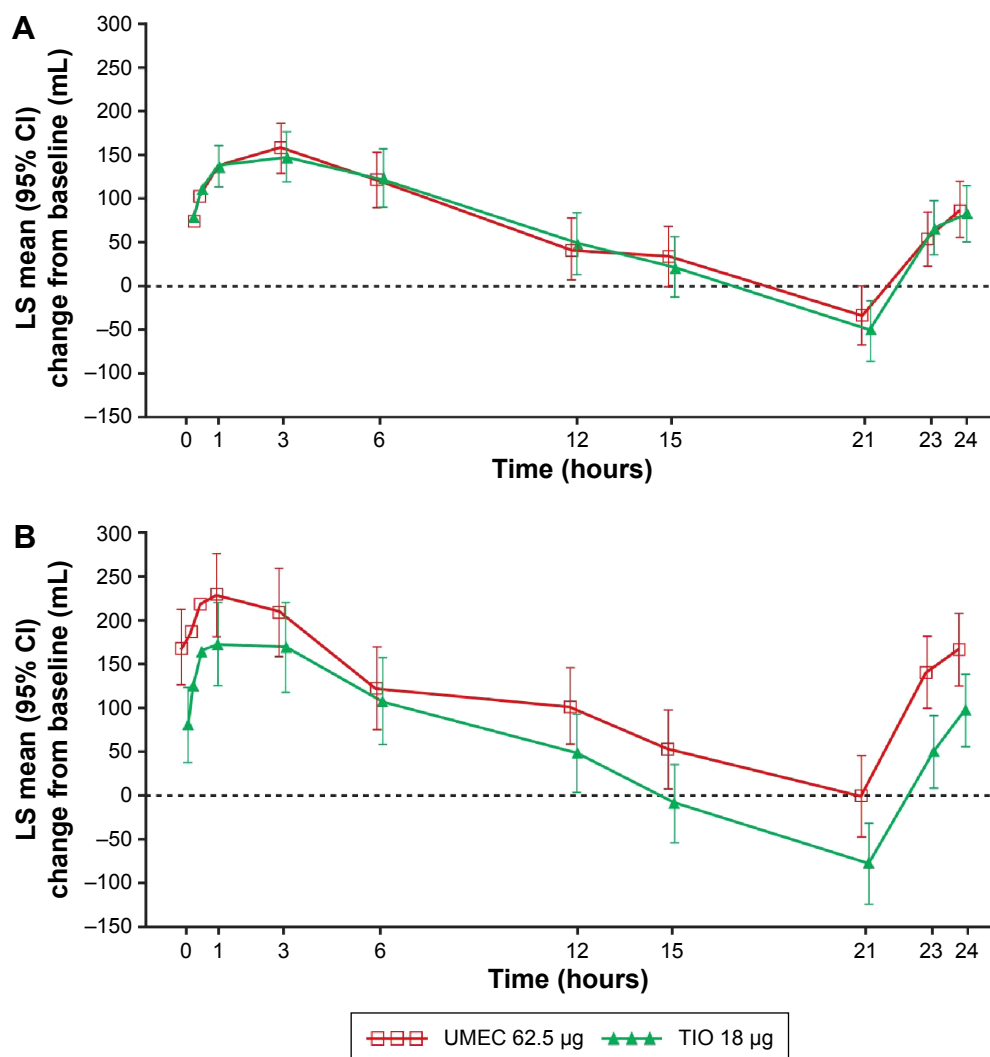 A
LS mean (95% CI)
change from baseline (mL)
300
250
200
150
100
50
0
–50
–100
–150
0 1 3 6 12 15 21 23 24
Time (hours)
B
LS mean (95% CI)
change from baseline (mL)
300
250
200
150
100
50
0
–50
–100
–150
0 1 3 6 12 15 21 23 24
Time (hours)
UMEC 62.5 µg TIO 18 µg